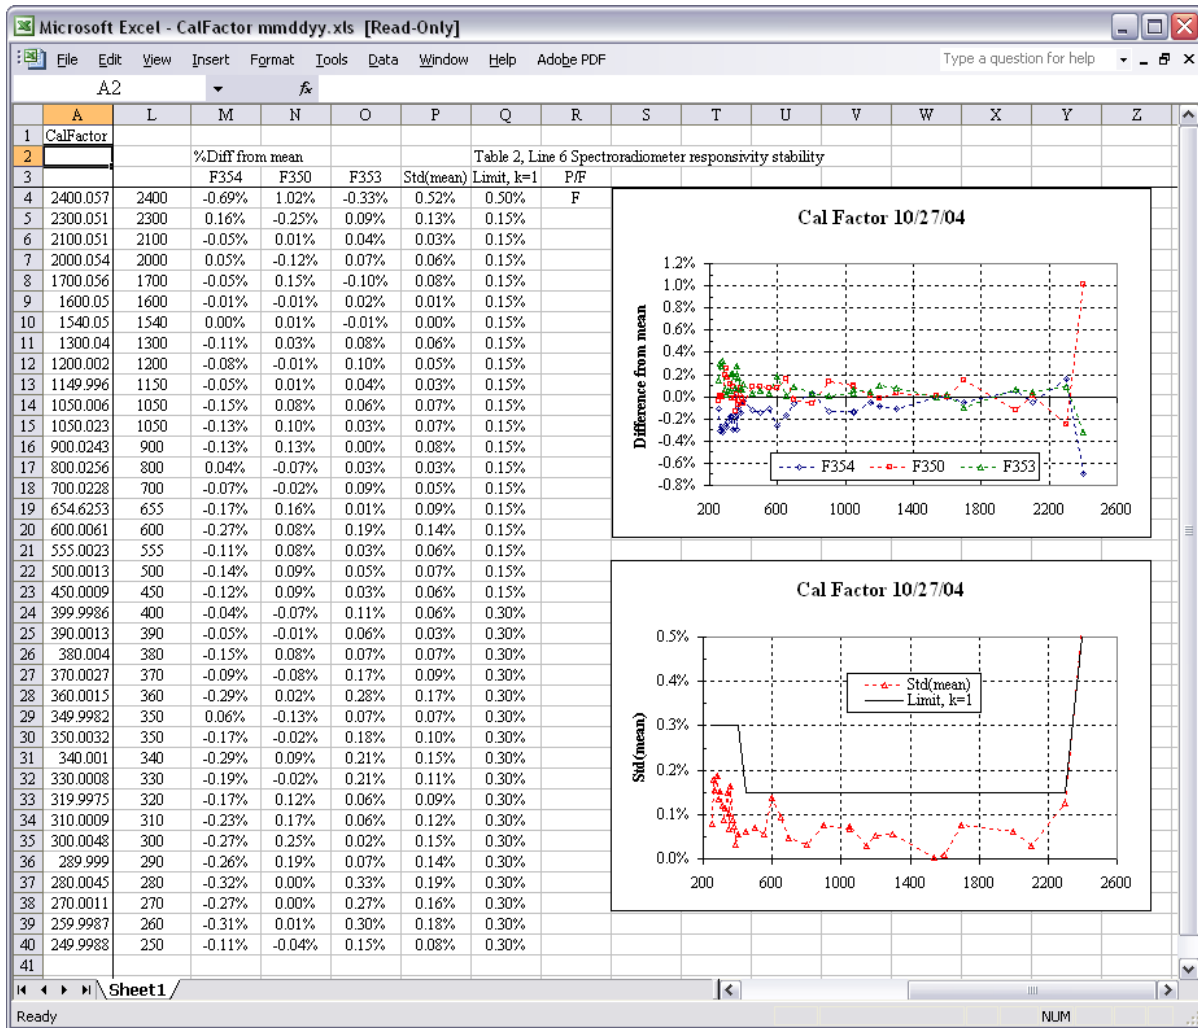 Microsoft Excel - CalFactor mmddyy.xls [Read-Only]
File Edit View Insert Format Tools Data Window Help Adobe PDF Type a question for help
A2 fx
A L M N O P Q R S T U V W X Y Z
1 CalFactor
2 %Diff from mean Table 2, Line 6 Spectroradiometer responsivity stability
3 F354 F350 F353 Std(mean) Limit, k=1 P/F
4 2400.057 2400 -0.69% 1.02% -0.33% 0.52% 0.50% F
5 2300.051 2300 0.16% -0.25% 0.09% 0.13% 0.15%
6 2100.051 2100 -0.05% 0.01% 0.04% 0.03% 0.15%
7 2000.054 2000 0.05% -0.12% 0.07% 0.06% 0.15%
8 1700.056 1700 -0.05% 0.15% -0.10% 0.08% 0.15%
9 1600.05 1600 -0.01% -0.01% 0.02% 0.01% 0.15%
10 1540.05 1540 0.00% 0.01% -0.01% 0.00% 0.15%
11 1300.04 1300 -0.11% 0.03% 0.08% 0.06% 0.15%
12 1200.002 1200 -0.08% -0.01% 0.10% 0.05% 0.15%
13 1149.996 1150 -0.05% 0.01% 0.04% 0.03% 0.15%
14 1050.006 1050 -0.15% 0.08% 0.06% 0.07% 0.15%
15 1050.023 1050 -0.13% 0.10% 0.03% 0.07% 0.15%
16 900.0243 900 -0.13% 0.13% 0.00% 0.08% 0.15%
17 800.0256 800 0.04% -0.07% 0.03% 0.03% 0.15%
18 700.0228 700 -0.07% -0.02% 0.09% 0.05% 0.15%
19 654.6253 655 -0.17% 0.16% 0.01% 0.09% 0.15%
20 600.0061 600 -0.27% 0.08% 0.19% 0.14% 0.15%
21 555.0023 555 -0.11% 0.08% 0.03% 0.06% 0.15%
22 500.0013 500 -0.14% 0.09% 0.05% 0.07% 0.15%
23 450.0009 450 -0.12% 0.09% 0.03% 0.06% 0.15%
24 399.9986 400 -0.04% -0.07% 0.11% 0.06% 0.30%
25 390.0013 390 -0.05% -0.01% 0.06% 0.03% 0.30%
26 380.004 380 -0.15% 0.08% 0.07% 0.07% 0.30%
27 370.0027 370 -0.09% -0.08% 0.17% 0.09% 0.30%
28 360.0015 360 -0.29% 0.02% 0.28% 0.17% 0.30%
29 349.9982 350 0.06% -0.13% 0.07% 0.07% 0.30%
30 350.0032 350 -0.17% -0.02% 0.18% 0.10% 0.30%
31 340.001 340 -0.29% 0.09% 0.21% 0.15% 0.30%
32 330.0008 330 -0.19% -0.02% 0.21% 0.11% 0.30%
33 319.9975 320 -0.17% 0.12% 0.06% 0.09% 0.30%
34 310.0009 310 -0.23% 0.17% 0.06% 0.12% 0.30%
35 300.0048 300 -0.27% 0.25% 0.02% 0.15% 0.30%
36 289.999 290 -0.26% 0.19% 0.07% 0.14% 0.30%
37 280.0045 280 -0.32% 0.00% 0.33% 0.19% 0.30%
38 270.0011 270 -0.27% 0.00% 0.27% 0.16% 0.30%
39 259.9987 260 -0.31% 0.01% 0.30% 0.18% 0.30%
40 249.9988 250 -0.11% -0.04% 0.15% 0.08% 0.30%
41
Cal Factor 10/27/04
Difference from mean
1.2%
1.0%
0.8%
0.6%
0.4%
0.2%
0.0%
-0.2%
-0.4%
-0.6%
-0.8%
F354 F350 F353
200 600 1000 1400 1800 2200 2600
Cal Factor 10/27/04
Std(mean)
0.5%
0.4%
0.3%
0.2%
0.1%
0.0%
Std(mean)
Limit, k=1
200 600 1000 1400 1800 2200 2600
Sheet1
Ready NUM